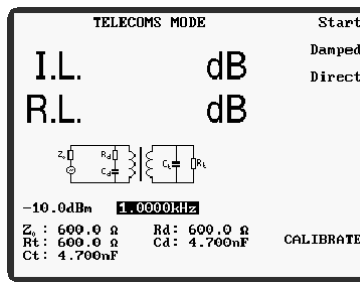 TELECOMS MODE
Start
Damped
Direct
I.L. dB
R.L. dB
Zo Rd Cd Ct Rt
-10.0dBm 1.0000kHz
Zo : 600.0 Ω Rd: 600.0 Ω
Rt: 600.0 Ω Cd: 4.700nF
Ct: 4.700nF
CALIBRATE